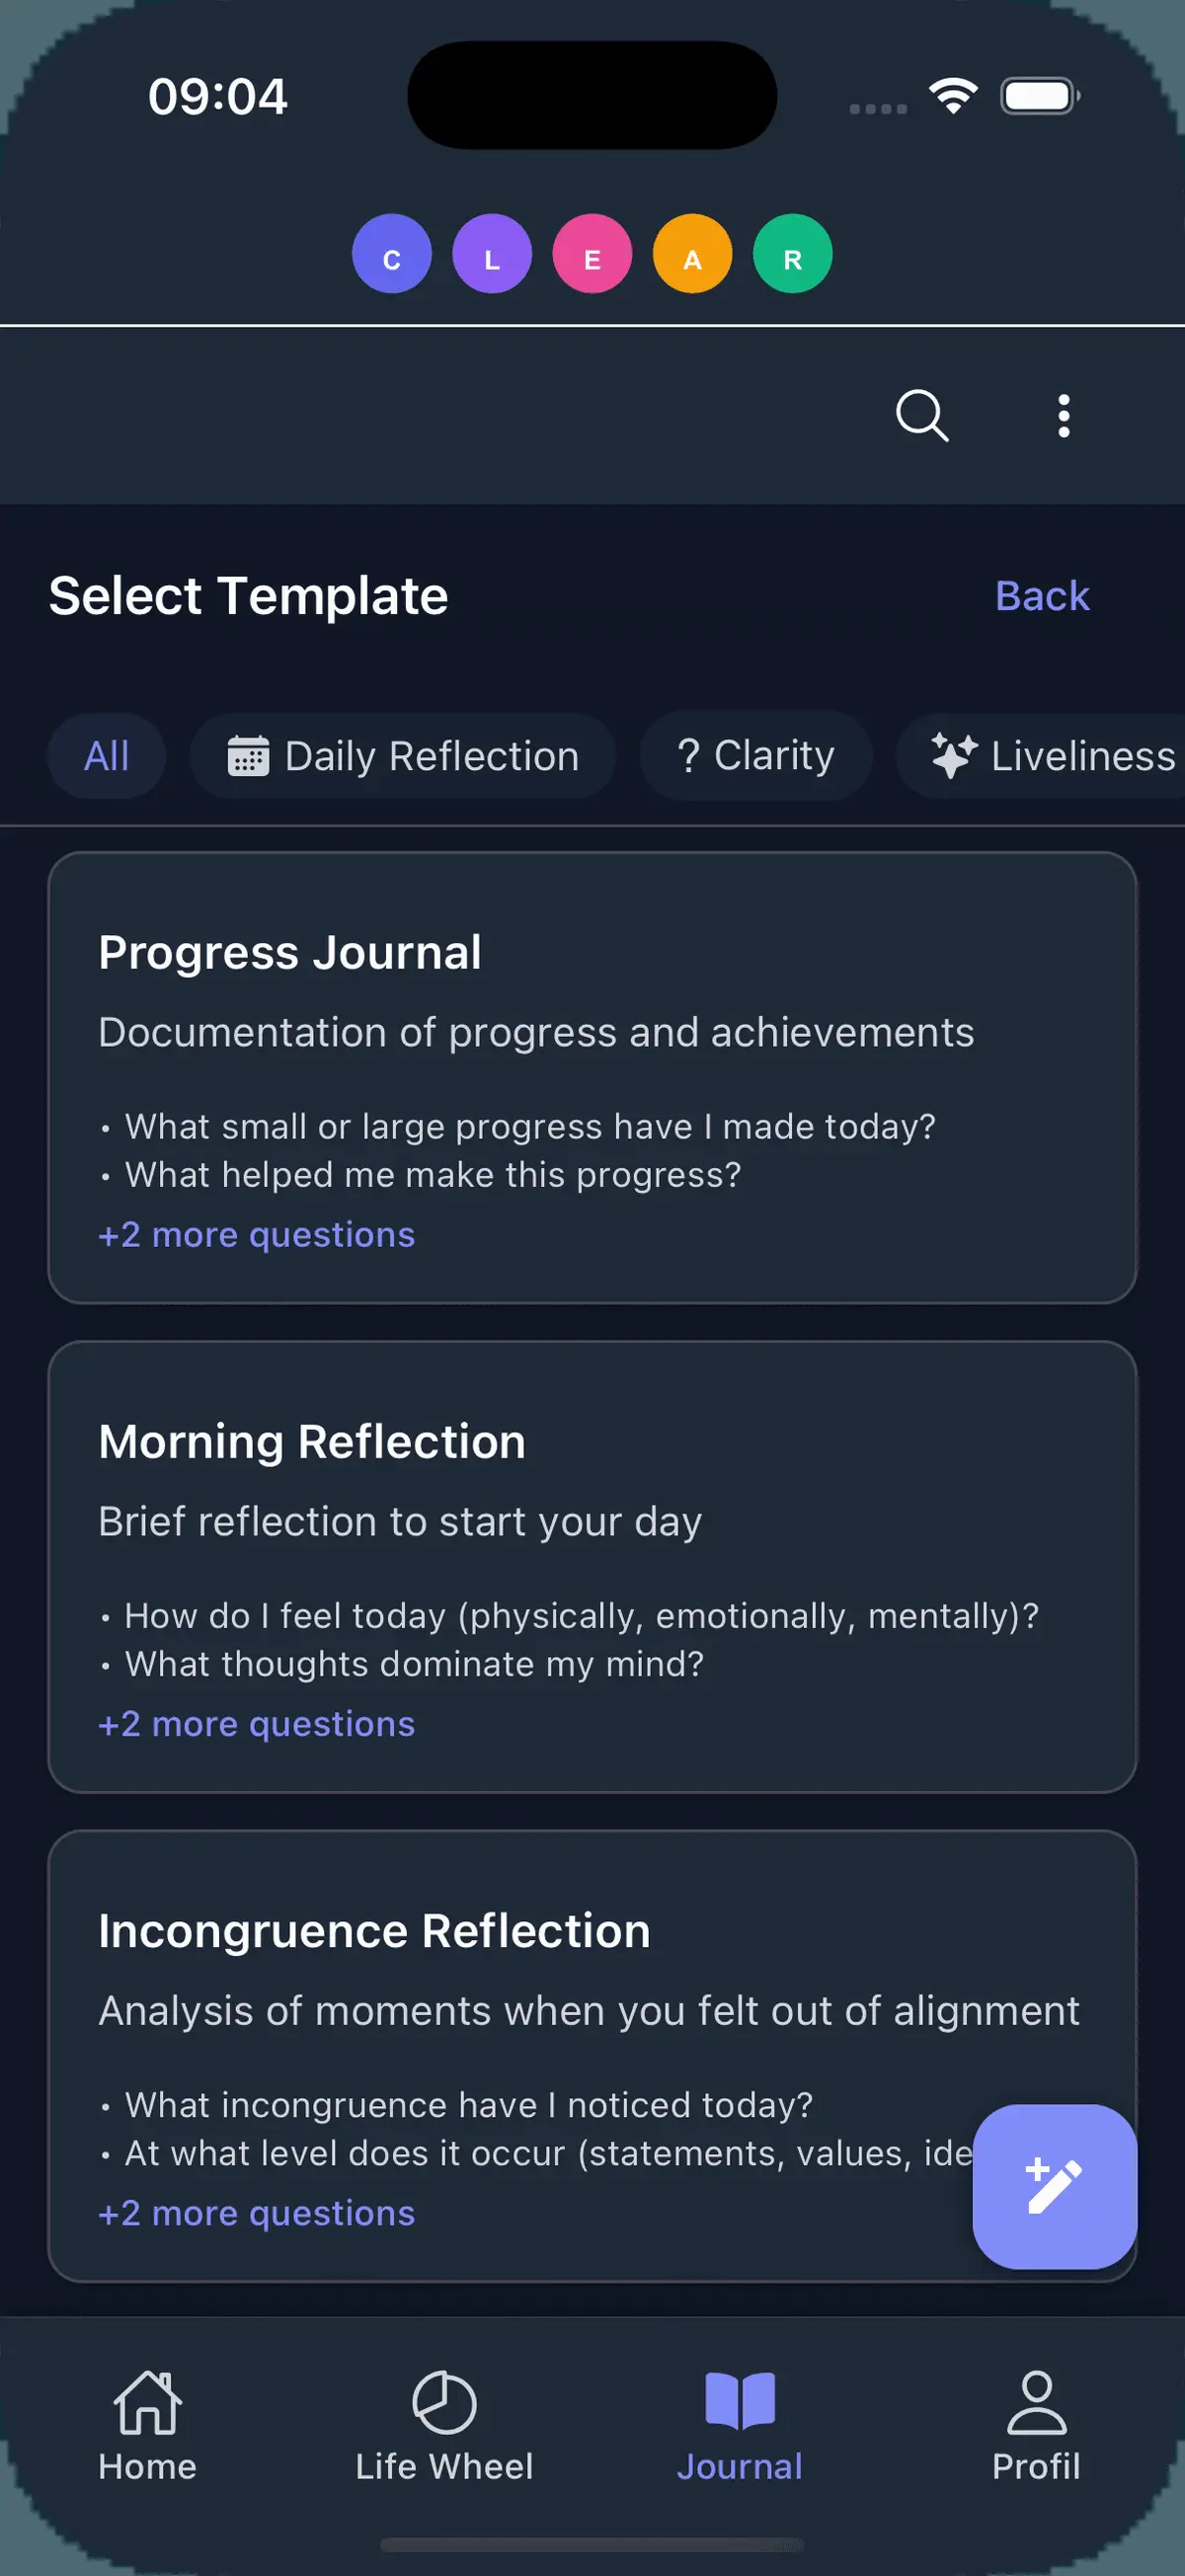 09:04
C L E A R
Select Template
Back
All
Daily Reflection
? Clarity
Liveliness
Progress Journal
Documentation of progress and achievements
• What small or large progress have I made today?
• What helped me make this progress?
+2 more questions
Morning Reflection
Brief reflection to start your day
• How do I feel today (physically, emotionally, mentally)?
• What thoughts dominate my mind?
+2 more questions
Incongruence Reflection
Analysis of moments when you felt out of alignment
• What incongruence have I noticed today?
• At what level does it occur (statements, values, ide
+2 more questions
Home
Life Wheel
Journal
Profil